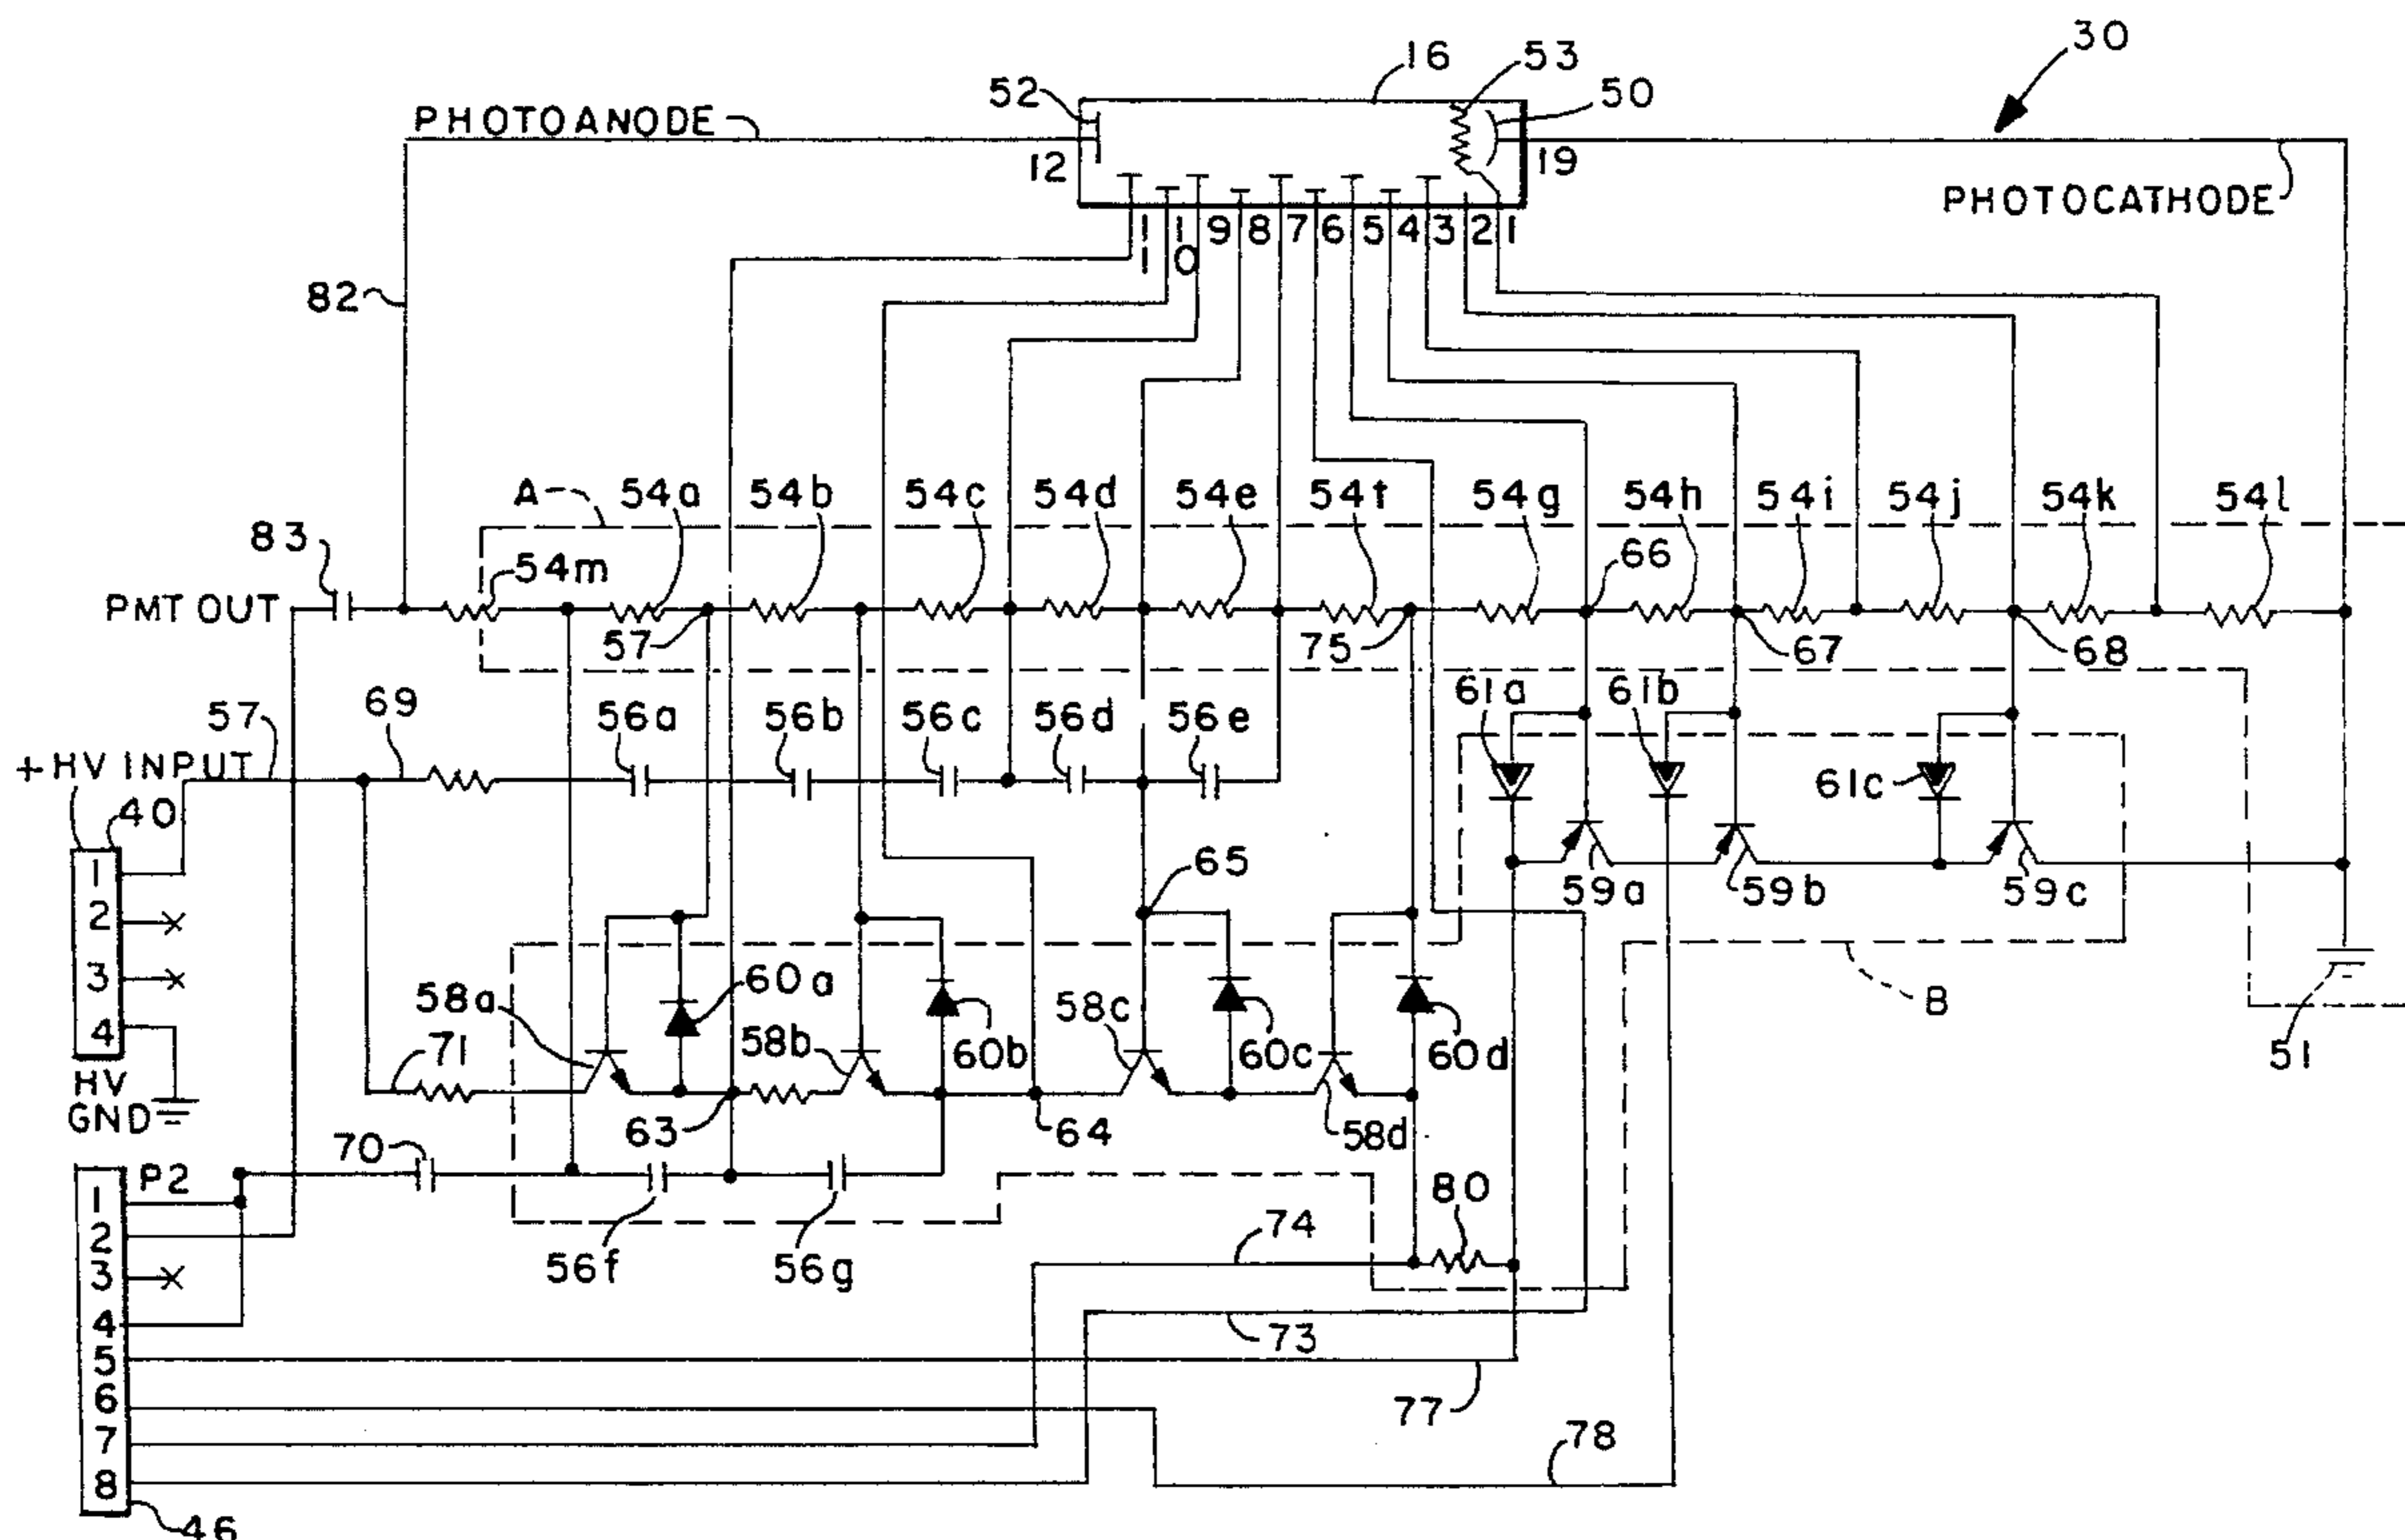 30
16
53
52
50
PHOTOANODE
12
19
PHOTOCATHODE
11 10 9 8 7 6 5 4 3 2 1
82
A
54a
54b
54c
54d
54e
54f
54g
54h
54i
54j
54k
54l
83
54m
66
PMT OUT
57
75
67
68
57
69
56a
56b
56c
56d
56e
61a
61b
+HV INPUT
40
61c
1
2
3
4
65
59a
59b
59c
58a
60a
58c
B
71
58b
60b
60c
60d
51
HV
GND
63
64
58d
70
P2
80
1
2
3
4
5
6
7
8
74
56f
56g
73
77
78
46